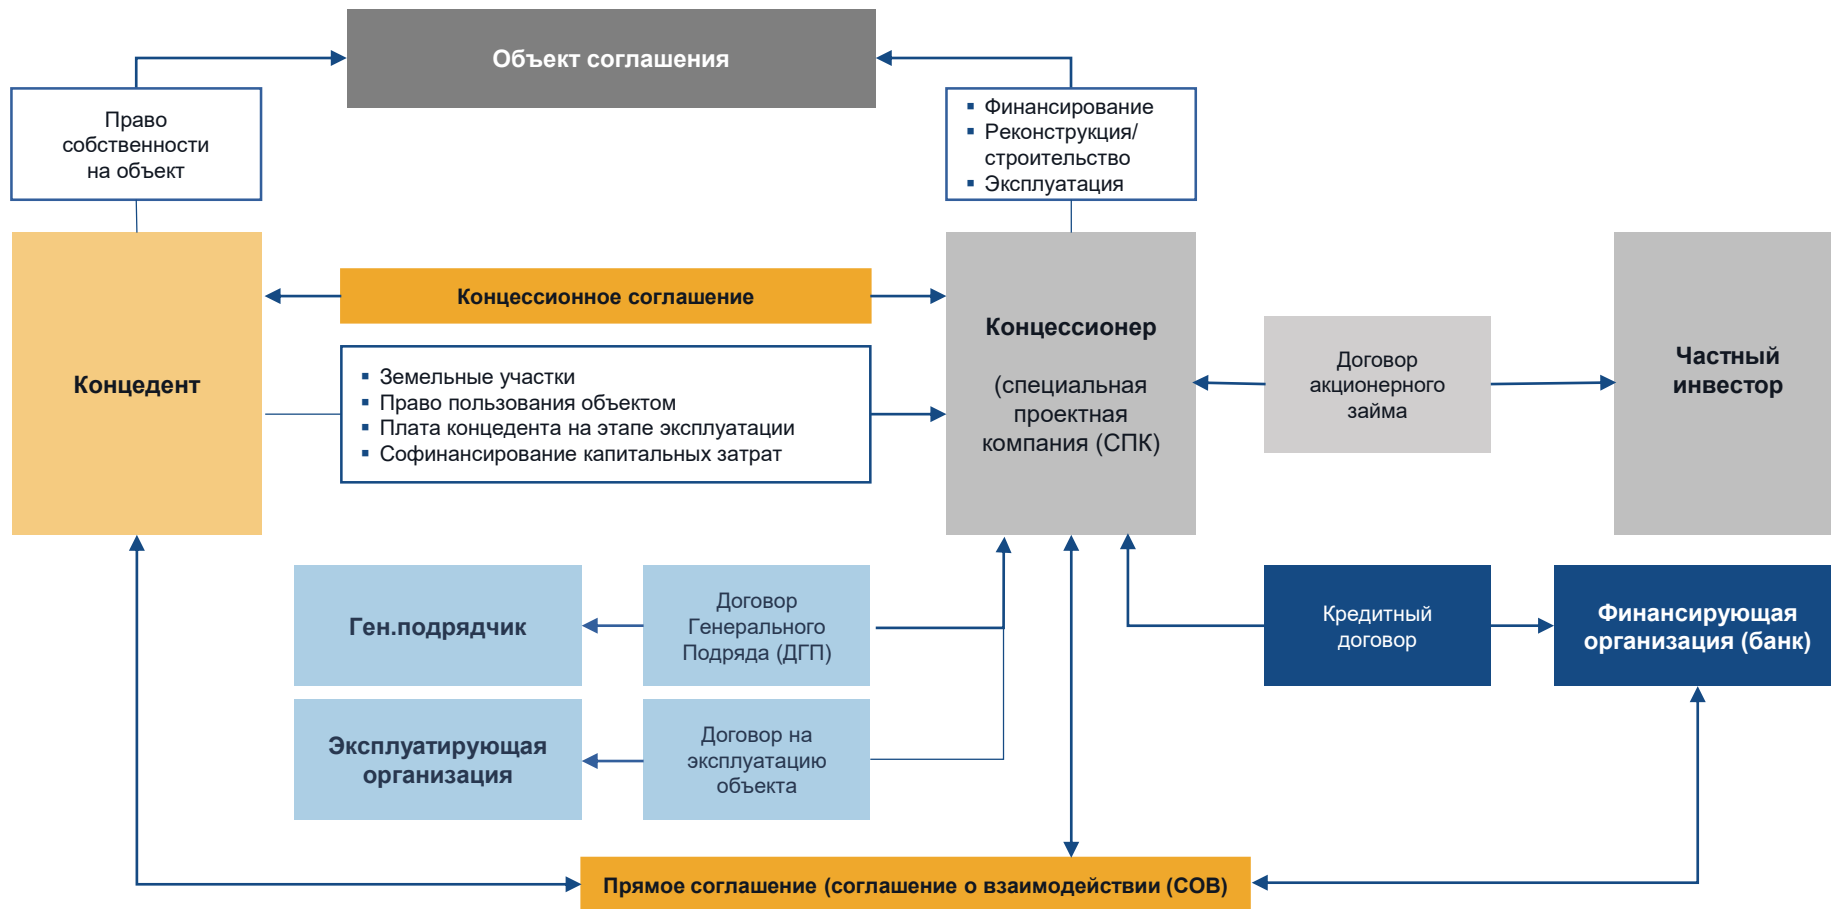 Объект соглашения
Право
собственности
на объект
▪ Финансирование
▪ Реконструкция/
строительство
▪ Эксплуатация
Концедент
Концессионное соглашение
▪ Земельные участки
▪ Право пользования объектом
▪ Плата концедента на этапе эксплуатации
▪ Софинансирование капитальных затрат
Концессионер
(специальная
проектная
компания (СПК)
Договор
акционерного
займа
Частный
инвестор
Ген.подрядчик
Договор
Генерального
Подряда (ДГП)
Кредитный
договор
Финансирующая
организация (банк)
Эксплуатирующая
организация
Договор на
эксплуатацию
объекта
Прямое соглашение (соглашение о взаимодействии (СОВ)